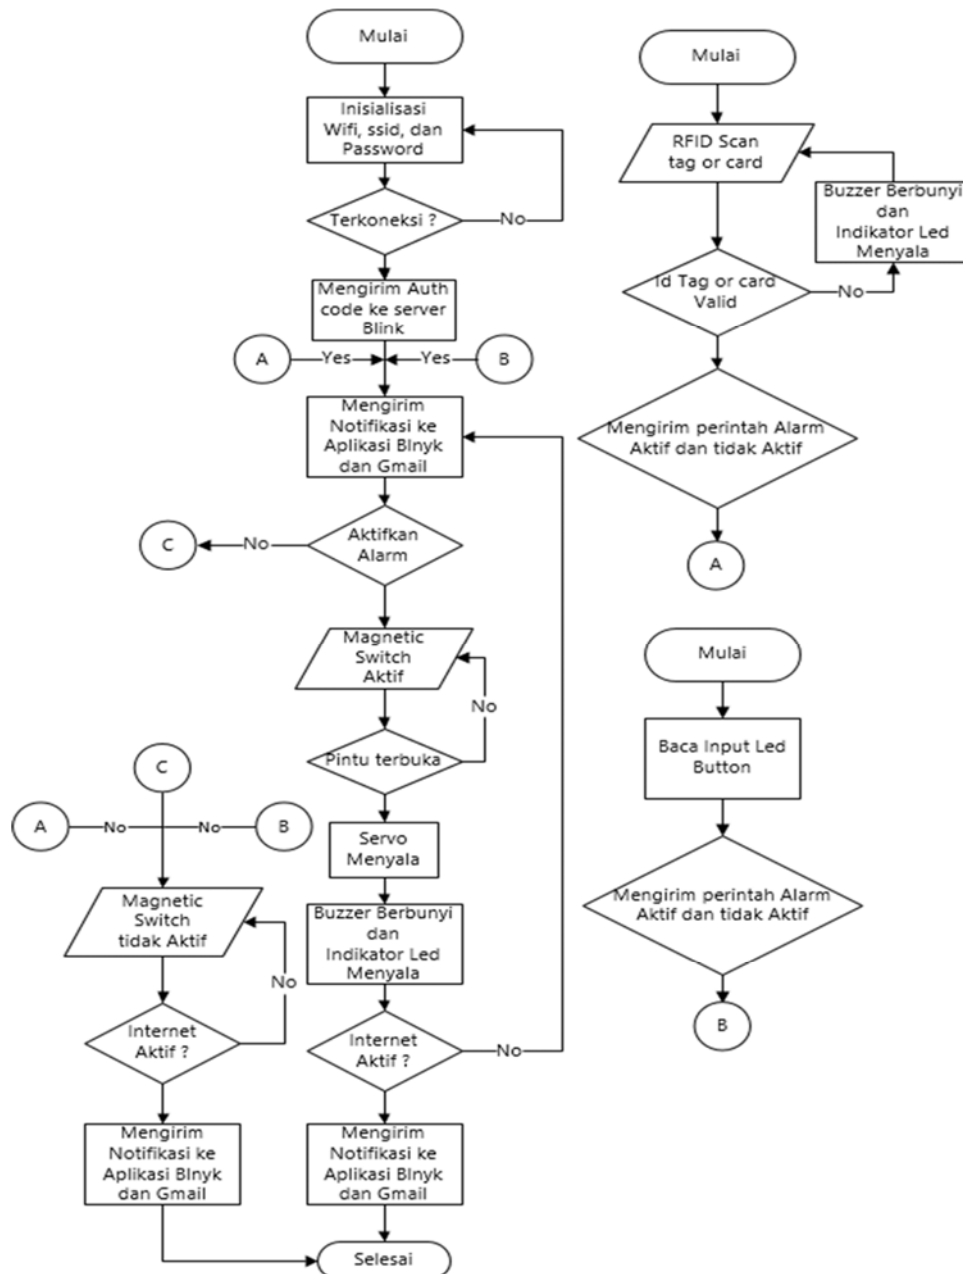 Mulai
Inisialisasi
Wifi, ssid, dan
Password
Terkoneksi ?
No
Mengirim Auth
code ke server
Blink
A
Yes
Yes
B
Mengirim
Notifikasi ke
Aplikasi Blnyk
dan Gmail
Aktifkan
Alarm
No
C
Magnetic
Switch
Aktif
No
Pintu terbuka
Servo
Menyala
Buzzer Berbunyi
dan
Indikator Led
Menyala
Internet
Aktif ?
No
Mengirim
Notifikasi ke
Aplikasi Blnyk
dan Gmail
Selesai
C
A
No
No
B
Magnetic
Switch
tidak Aktif
No
Internet
Aktif ?
Mengirim
Notifikasi ke
Aplikasi Blnyk
dan Gmail
Mulai
RFID Scan
tag or card
Buzzer Berbunyi
dan
Indikator Led
Menyala
Id Tag or card
Valid
No
Mengirim perintah Alarm
Aktif dan tidak Aktif
A
Mulai
Baca Input Led
Button
Mengirim perintah Alarm
Aktif dan tidak Aktif
B